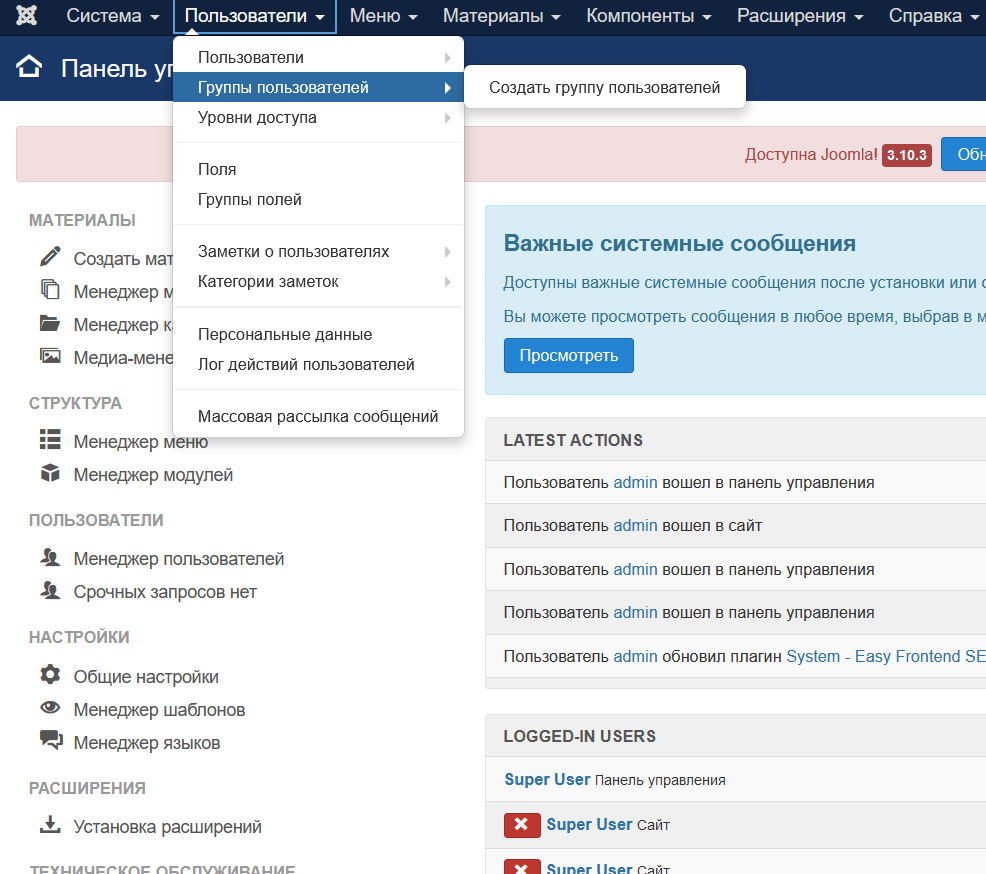 Система Пользователи Меню Материалы Компоненты Расширения Справка
Панель уп
Пользователи
Группы пользователей
Создать группу пользователей
Уровни доступа
Поля
Группы полей
Заметки о пользователях
Категории заметок
Персональные данные
Лог действий пользователей
Массовая рассылка сообщений
Доступна Joomla! 3.10.3 Обн
МАТЕРИАЛЫ
Создать мат
Менеджер м
Менеджер ка
Медиа-мене
СТРУКТУРА
Менеджер меню
Менеджер модулей
ПОЛЬЗОВАТЕЛИ
Менеджер пользователей
Срочных запросов нет
НАСТРОЙКИ
Общие настройки
Менеджер шаблонов
Менеджер языков
РАСШИРЕНИЯ
Установка расширений
ТЕХНИЧЕСКОЕ ОБСЛУЖИВАНИЕ
Важные системные сообщения
Доступны важные системные сообщения после установки или о
Вы можете просмотреть сообщения в любое время, выбрав в м
Просмотреть
LATEST ACTIONS
Пользователь admin вошел в панель управления
Пользователь admin вошел в сайт
Пользователь admin вошел в панель управления
Пользователь admin вошел в панель управления
Пользователь admin обновил плагин System - Easy Frontend SE
LOGGED-IN USERS
Super User Панель управления
Super User Сайт
Super User Сайт